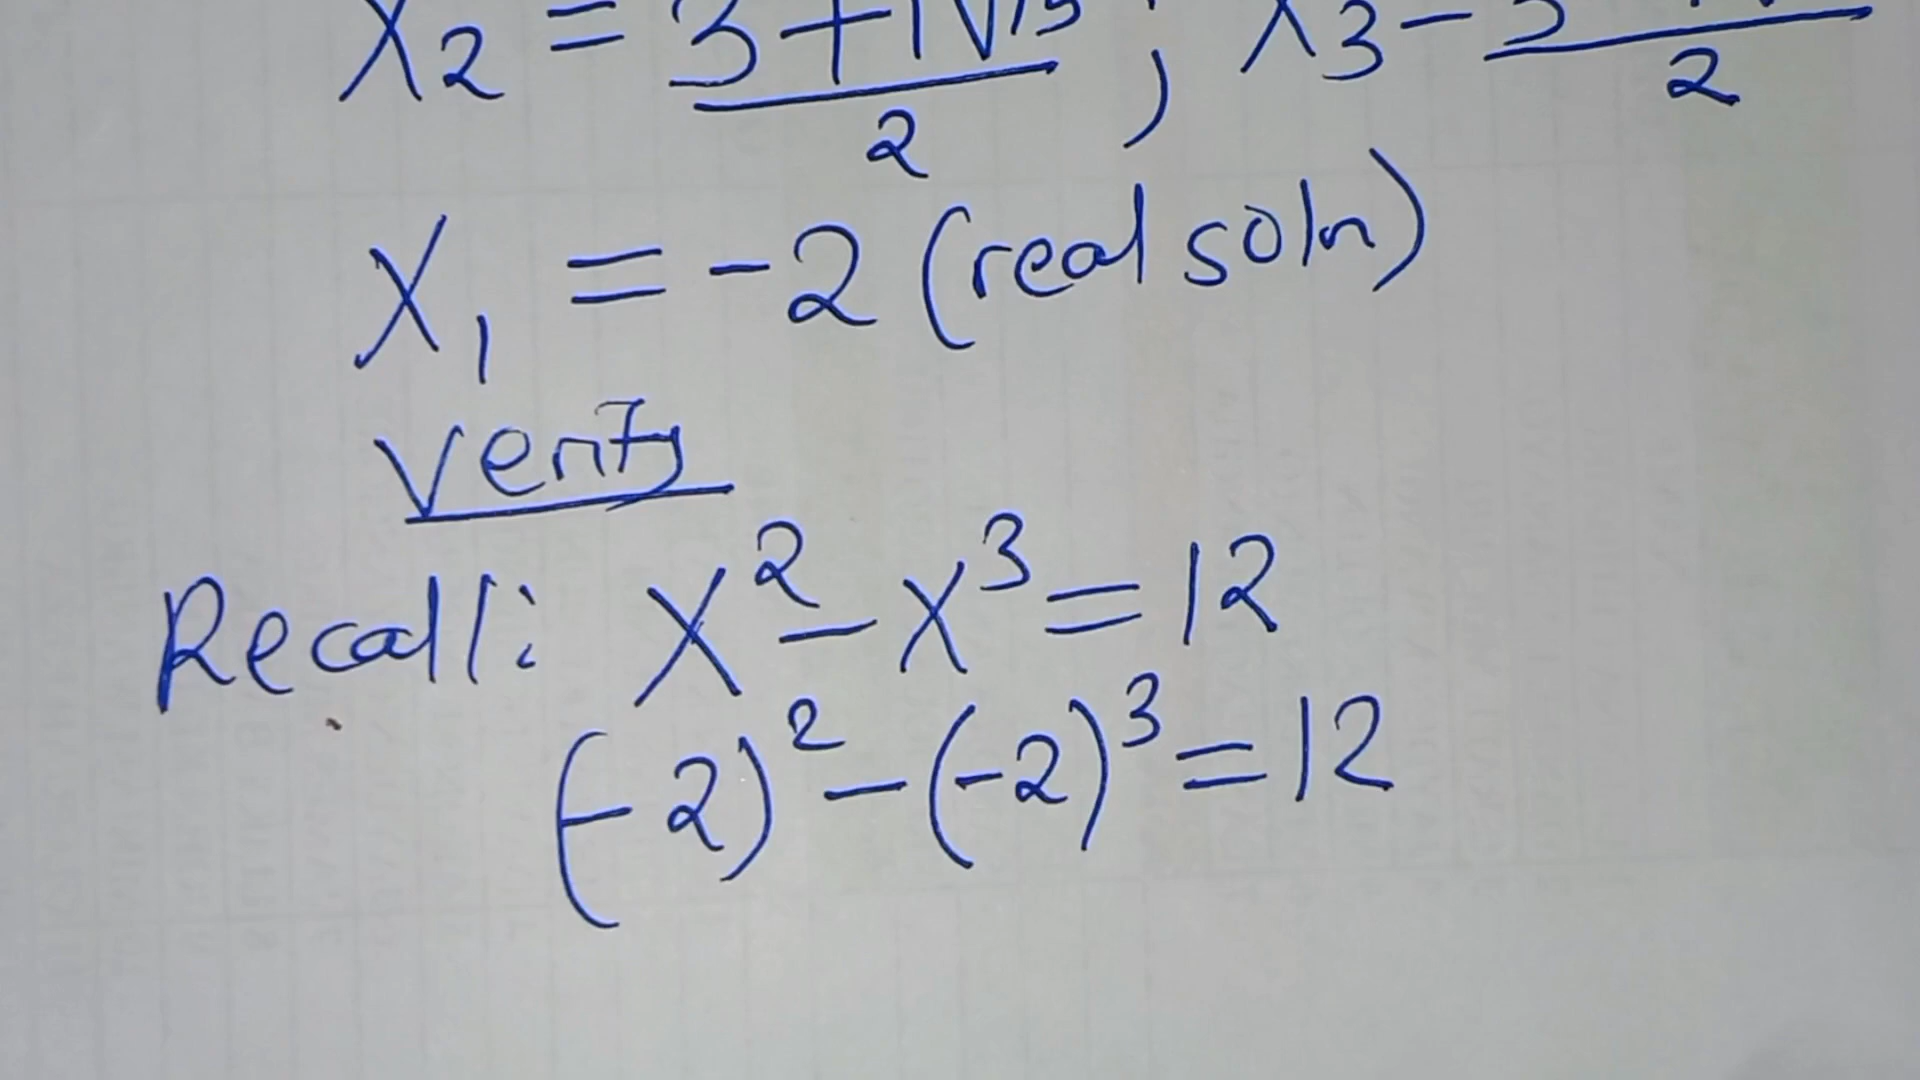 X₂ = 3+i√15/2 ; X₃ = 3-i√/2
X₁ = -2 (real soln)
Verify
Recall: X² - X³ = 12
(-2)² - (-2)³ = 12